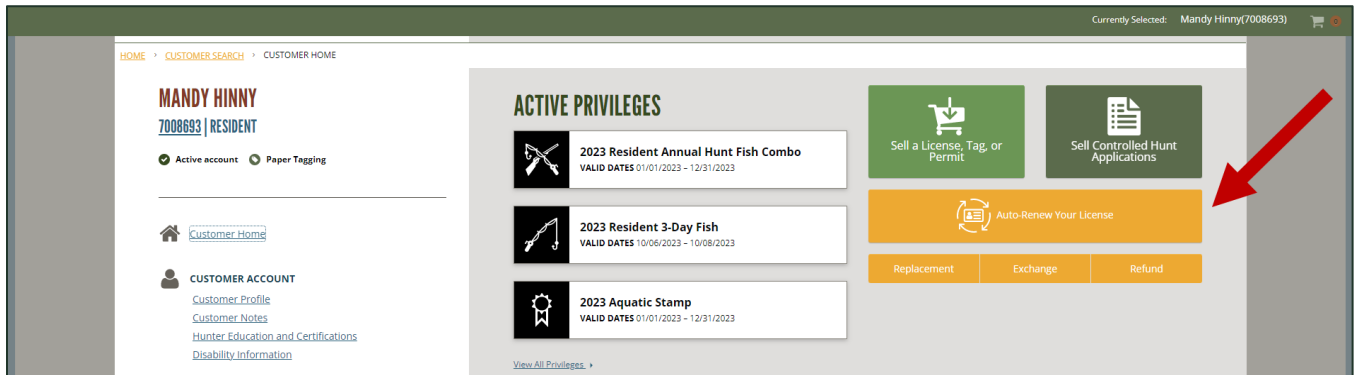 Currently Selected: Mandy Hinny(7008693) 0
HOME > CUSTOMER SEARCH > CUSTOMER HOME
MANDY HINNY
7008693 | RESIDENT
Active account Paper Tagging
Customer Home
CUSTOMER ACCOUNT
Customer Profile
Customer Notes
Hunter Education and Certifications
Disability Information
ACTIVE PRIVILEGES
2023 Resident Annual Hunt Fish Combo
VALID DATES 01/01/2023 – 12/31/2023
2023 Resident 3-Day Fish
VALID DATES 10/06/2023 – 10/08/2023
2023 Aquatic Stamp
VALID DATES 01/01/2023 – 12/31/2023
View All Privileges
Sell a License, Tag, or
Permit
Sell Controlled Hunt
Applications
Auto-Renew Your License
Replacement Exchange Refund